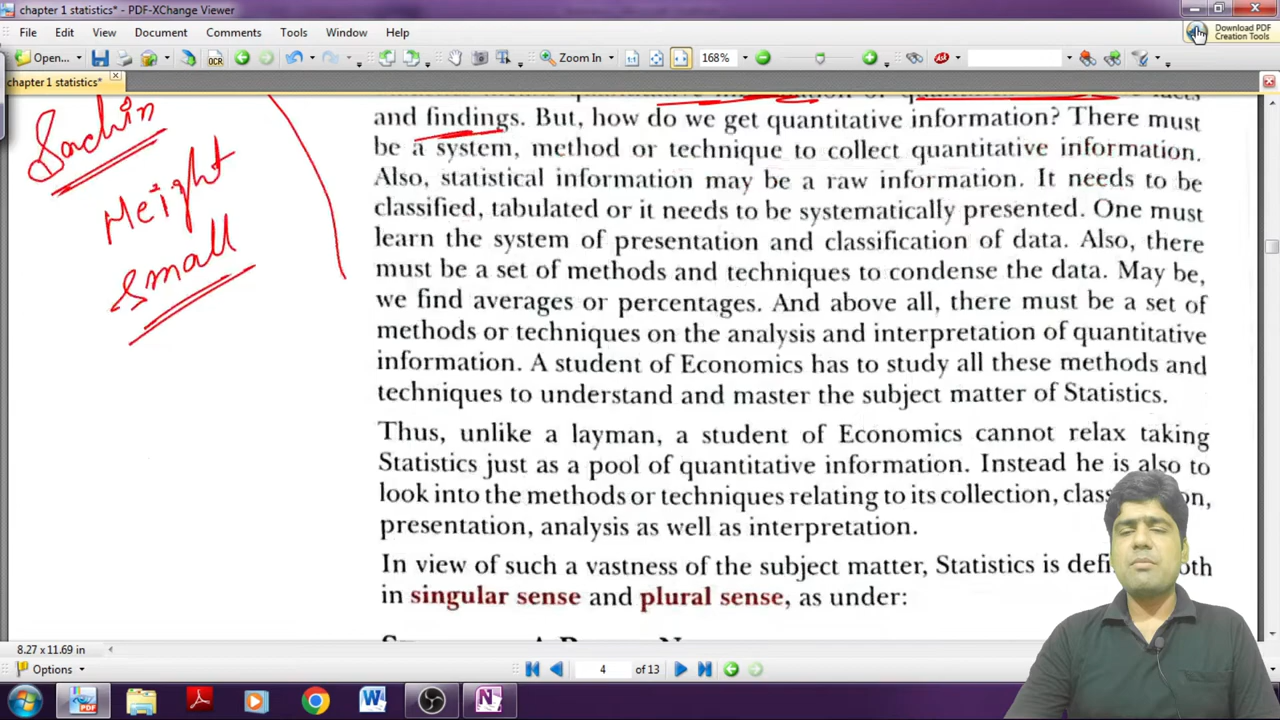 chapter 1 statistics* - PDF-XChange Viewer
File Edit View Document Comments Tools Window Help
Download PDF
Creation Tools
Open...
OCR
Zoom In
168%
chapter 1 statistics*
and findings. But, how do we get quantitative information? There must
be a system, method or technique to collect quantitative information.
Also, statistical information may be a raw information. It needs to be
classified, tabulated or it needs to be systematically presented. One must
learn the system of presentation and classification of data. Also, there
must be a set of methods and techniques to condense the data. May be,
we find averages or percentages. And above all, there must be a set of
methods or techniques on the analysis and interpretation of quantitative
information. A student of Economics has to study all these methods and
techniques to understand and master the subject matter of Statistics.
Thus, unlike a layman, a student of Economics cannot relax taking
Statistics just as a pool of quantitative information. Instead he is also to
look into the methods or techniques relating to its collection,
presentation, analysis as well as interpretation.
In view of such a vastness of the subject matter, Statistics is
in singular sense and plural sense, as under:
Sachin
Height
Small
8.27 x 11.69 in
Options
4 of 13